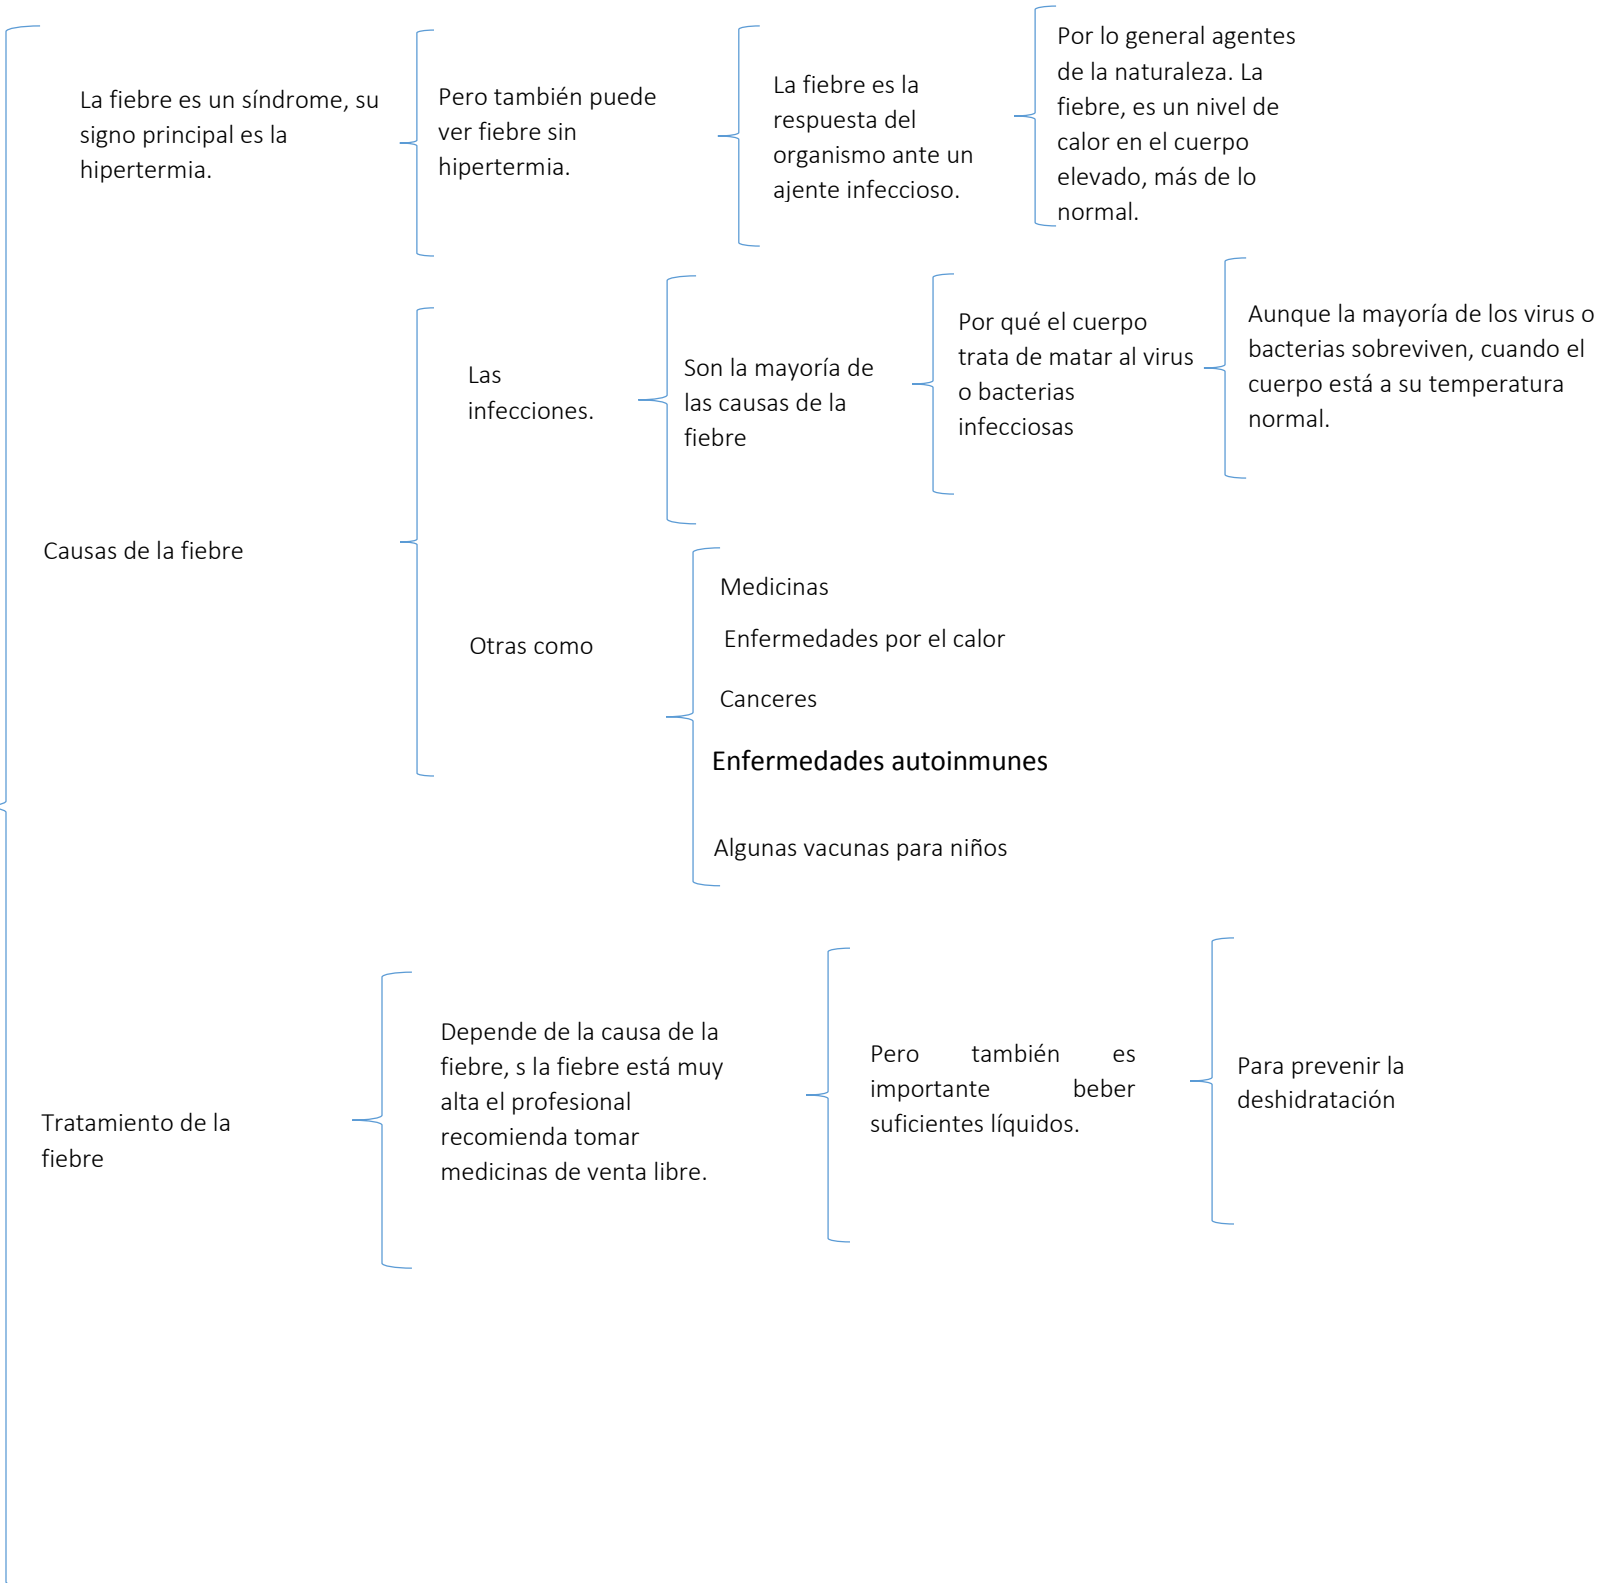 La fiebre es un síndrome, su
signo principal es la
hipertermia.
Pero también puede
ver fiebre sin
hipertermia.
La fiebre es la
respuesta del
organismo ante un
ajente infeccioso.
Por lo general agentes
de la naturaleza. La
fiebre, es un nivel de
calor en el cuerpo
elevado, más de lo
normal.
Causas de la fiebre
Las
infecciones.
Son la mayoría de
las causas de la
fiebre
Por qué el cuerpo
trata de matar al virus
o bacterias
infecciosas
Aunque la mayoría de los virus o
bacterias sobreviven, cuando el
cuerpo está a su temperatura
normal.
Otras como
Medicinas
Enfermedades por el calor
Canceres
Enfermedades autoinmunes
Algunas vacunas para niños
Tratamiento de la
fiebre
Depende de la causa de la
fiebre, s la fiebre está muy
alta el profesional
recomienda tomar
medicinas de venta libre.
Pero también es
importante beber
suficientes líquidos.
Para prevenir la
deshidratación